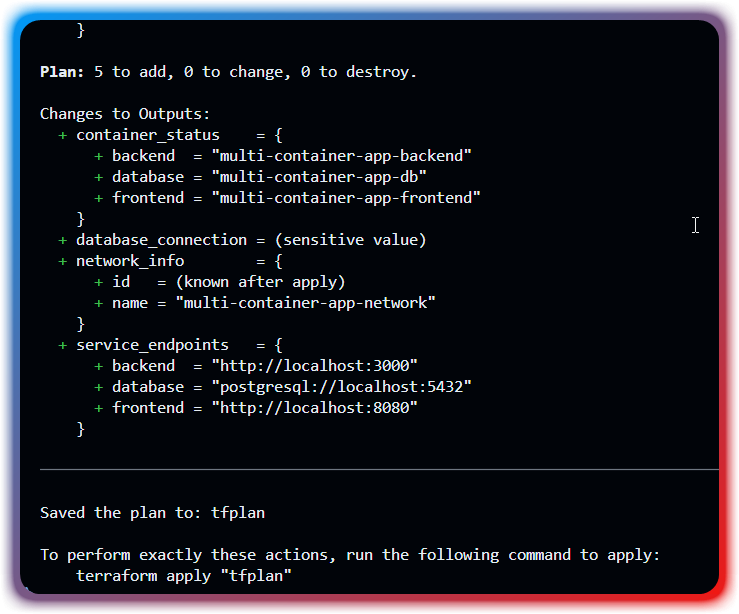 }
Plan: 5 to add, 0 to change, 0 to destroy.
Changes to Outputs:
  + container_status    = {
      + backend  = "multi-container-app-backend"
      + database = "multi-container-app-db"
      + frontend = "multi-container-app-frontend"
    }
  + database_connection = (sensitive value)
  + network_info        = {
      + id   = (known after apply)
      + name = "multi-container-app-network"
    }
  + service_endpoints   = {
      + backend  = "http://localhost:3000"
      + database = "postgresql://localhost:5432"
      + frontend = "http://localhost:8080"
    }
Saved the plan to: tfplan
To perform exactly these actions, run the following command to apply:
    terraform apply "tfplan"